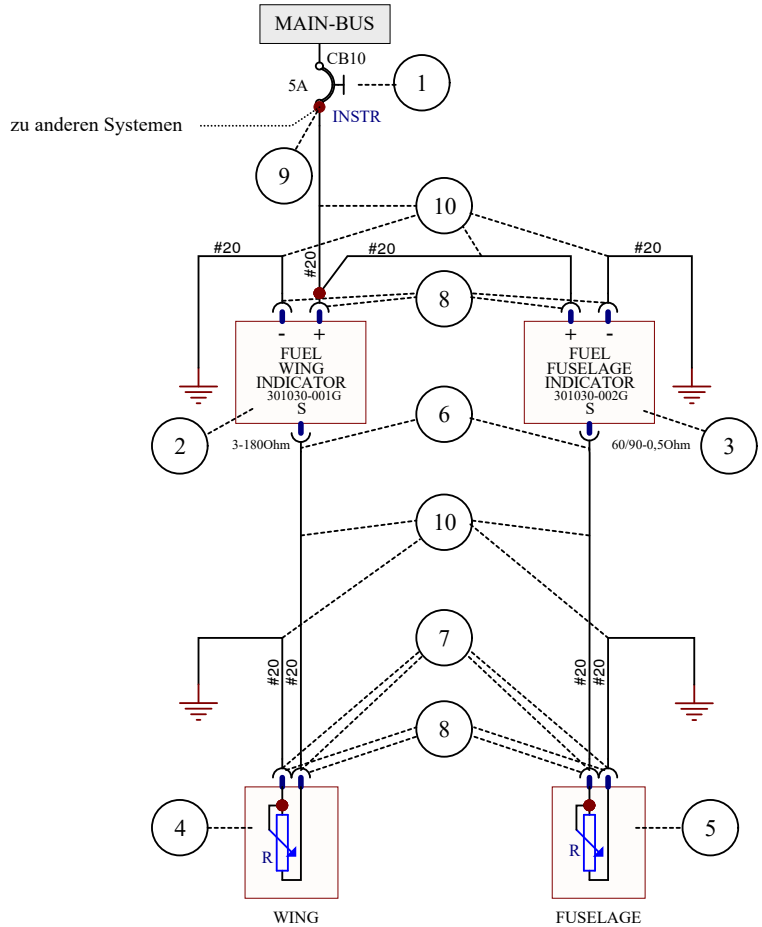 MAIN-BUS
CB10
5A
1
zu anderen Systemen
INSTR
9
10
#20
#20
#20
#20
8
-
+
+
-
FUEL
WING
INDICATOR
301030-001G
S
FUEL
FUSELAGE
INDICATOR
301030-002G
S
2
3-180Ohm
6
60/90-0,5Ohm
3
10
7
#20
#20
#20
#20
8
4
R
R
5
WING
FUSELAGE